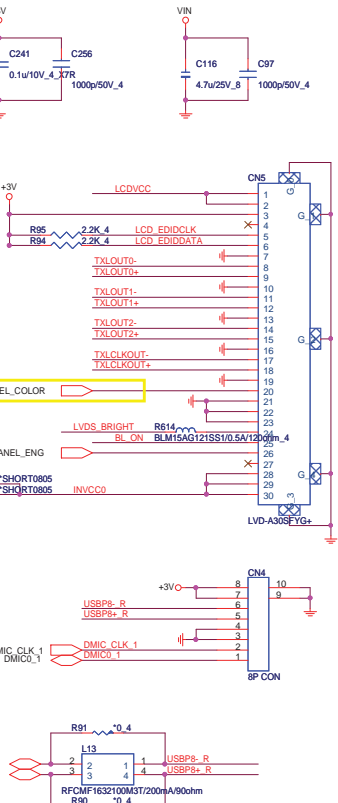 V
VIN
C241
0.1u/10V_4_X7R
C256
1000p/50V_4
C116
4.7u/25V_8
C97
1000p/50V_4
CN5
+3V
LCDVCC
R95
2.2K_4
LCD_EDIDCLK
R94
2.2K_4
LCD_EDIDDATA
TXLOUT0-
TXLOUT0+
TXLOUT1-
TXLOUT1+
TXLOUT2-
TXLOUT2+
TXLCLKOUT-
TXLCLKOUT+
EL_COLOR
LVDS_BRIGHT
R614
BL_ON
BLM15AG121SS1/0.5A/120ohm_4
ANEL_ENG
*SHORT0805
*SHORT0805
INVCC0
1
2
3
4
5
6
7
8
9
10
11
12
13
14
15
16
17
18
19
20
21
22
23
24
25
26
27
28
29
30
LVD-A30SFYG+
CN4
+3V
8
7
6
5
4
3
2
1
10
9
USBP8-_R
USBP8+_R
MIC_CLK_1
DMIC_CLK_1
DMIC0_1
DMIC0_1
8P CON
R91
*0_4
L13
2
2
1
1
USBP8-_R
3
3
4
4
USBP8+_R
RFCMF1632100M3T/200mA/90ohm
R90
*0_4